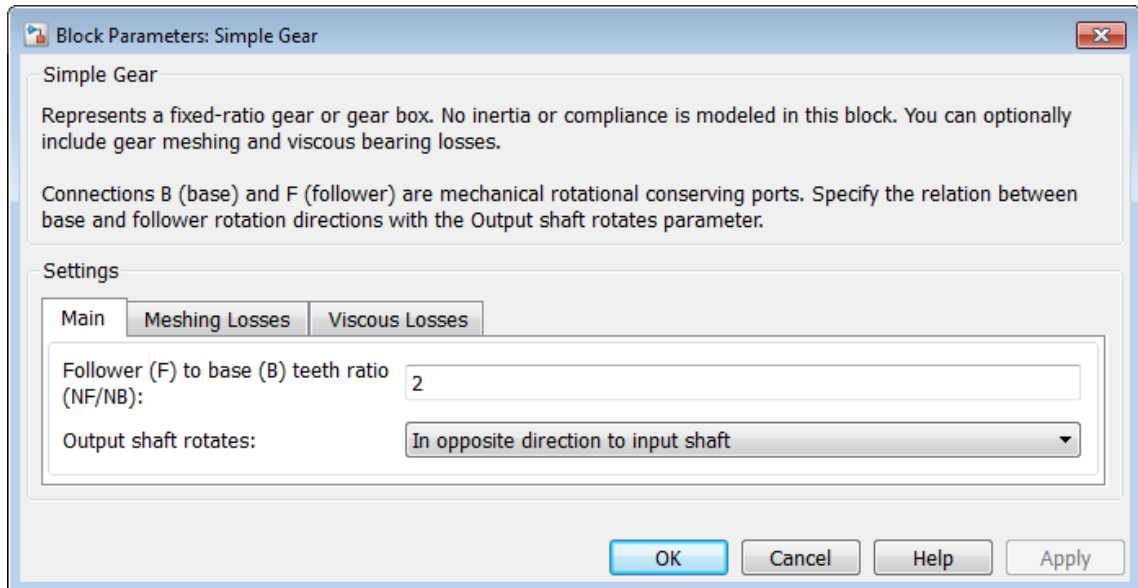 Block Parameters: Simple Gear
Simple Gear
Represents a fixed-ratio gear or gear box. No inertia or compliance is modeled in this block. You can optionally
include gear meshing and viscous bearing losses.
Connections B (base) and F (follower) are mechanical rotational conserving ports. Specify the relation between
base and follower rotation directions with the Output shaft rotates parameter.
Settings
Main Meshing Losses Viscous Losses
Follower (F) to base (B) teeth ratio
(NF/NB):
2
Output shaft rotates: In opposite direction to input shaft
OK Cancel Help Apply